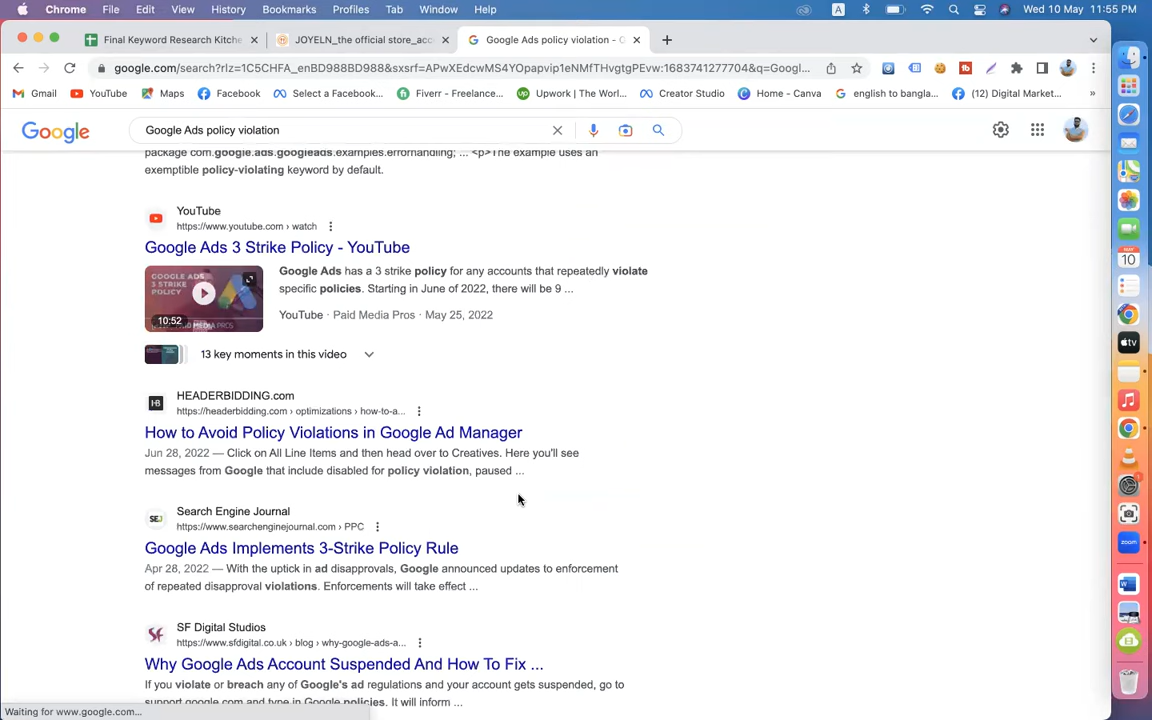 Chrome File Edit View History Bookmarks Profiles Tab Window Help
A Wed 10 May 11:55 PM
Final Keyword Research Kitche
JOYELN_the official store_acc
Google Ads policy violation - G
google.com/search?rlz=1C5CHFA_enBD988BD988&sxsrf=APwXEdcwMS4YOpapvip1eNMfTHvgtgPEvw:1683741277704&q=Googl...
Gmail YouTube Maps Facebook Select a Facebook... Fiverr - Freelance... Upwork | The Worl... Creator Studio Home - Canva english to bangla... (12) Digital Market... »
Google
Google Ads policy violation
package com.google.ads.googleads.examples.errorhandling; ... <p>The example uses an
exemptible policy-violating keyword by default.
YouTube
https://www.youtube.com › watch
Google Ads 3 Strike Policy - YouTube
GOOGLE ADS
3 STRIKE
POLICY
10:52
Google Ads has a 3 strike policy for any accounts that repeatedly violate
specific policies. Starting in June of 2022, there will be 9 ...
YouTube · Paid Media Pros · May 25, 2022
13 key moments in this video
HB
HEADERBIDDING.com
https://headerbidding.com › optimizations › how-to-a...
How to Avoid Policy Violations in Google Ad Manager
Jun 28, 2022 — Click on All Line Items and then head over to Creatives. Here you'll see
messages from Google that include disabled for policy violation, paused ...
SEJ
Search Engine Journal
https://www.searchenginejournal.com › PPC
Google Ads Implements 3-Strike Policy Rule
Apr 28, 2022 — With the uptick in ad disapprovals, Google announced updates to enforcement
of repeated disapproval violations. Enforcements will take effect ...
SF
SF Digital Studios
https://www.sfdigital.co.uk › blog › why-google-ads-a...
Why Google Ads Account Suspended And How To Fix ...
If you violate or breach any of Google's ad regulations and your account gets suspended, go to
support.google.com and type in Google policies. It will inform ...
Waiting for www.google.com...
MAY
10
tv
1
zoom
W